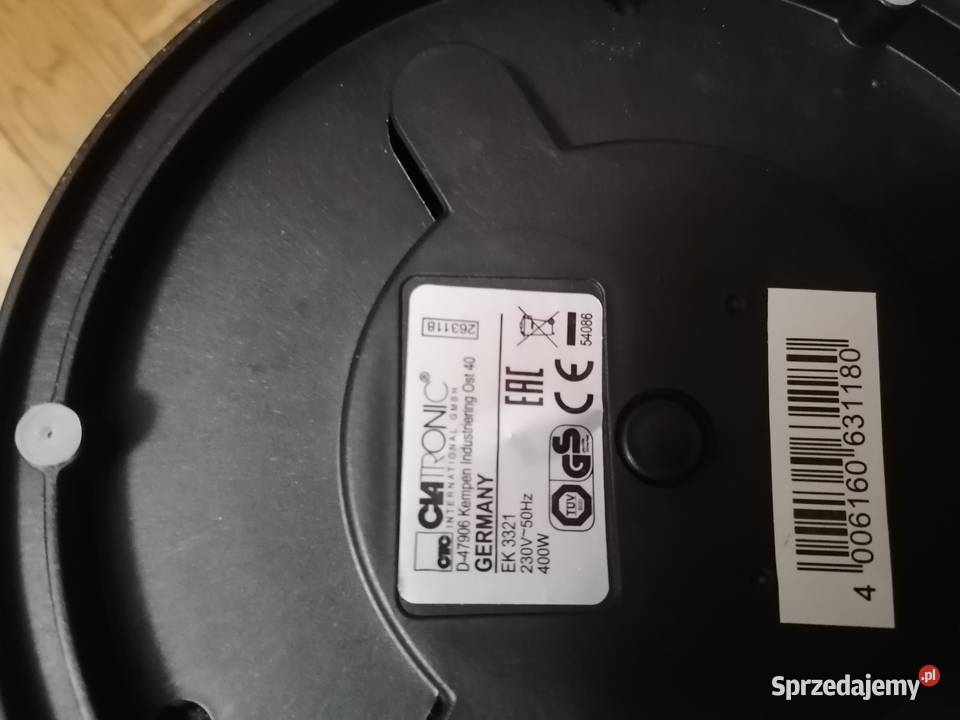 263118
CTC CLATRONIC®
INTERNATIONAL GMBH
D-47906 Kempen Industriering Ost 40
GERMANY
EK 3321
230V~50Hz
400W
54086
EAC CE
TÜV GS
4 006160 631180
Sprzedajemy.pl